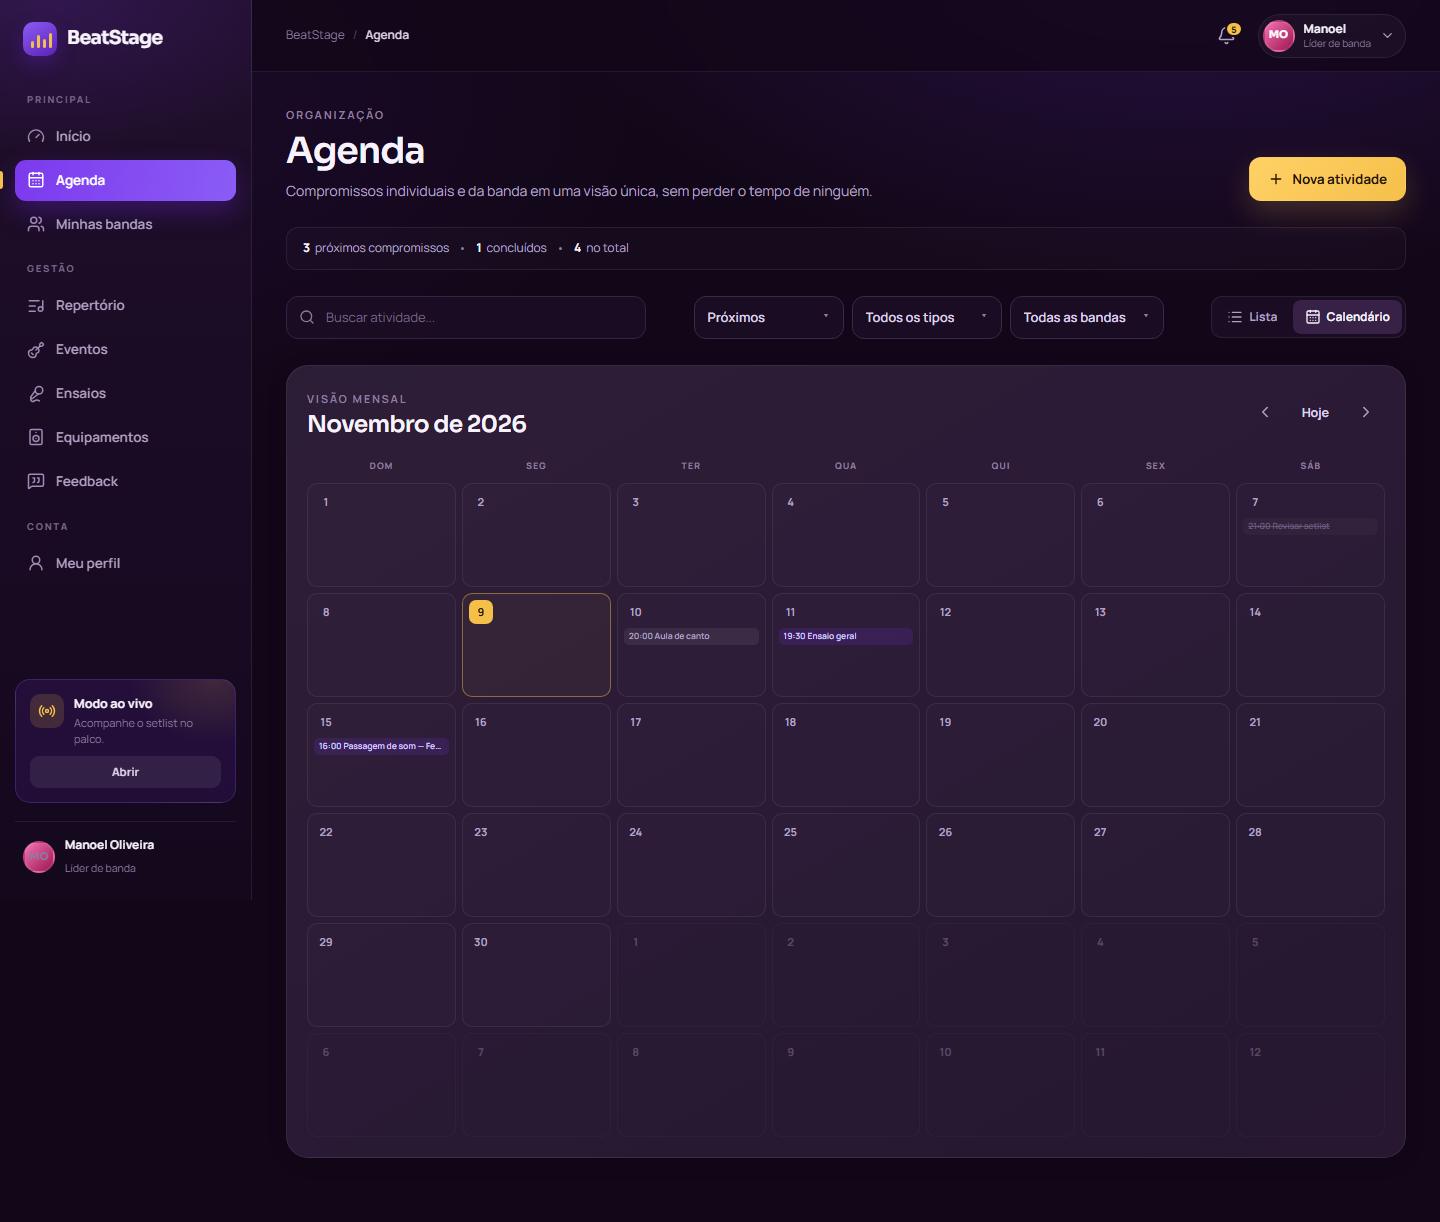 BeatStage
PRINCIPAL
Início
Agenda
Minhas bandas
GESTÃO
Repertório
Eventos
Ensaios
Equipamentos
Feedback
CONTA
Meu perfil
Modo ao vivo
Acompanhe o setlist no
palco.
Abrir
MO
Manoel Oliveira
Líder de banda
BeatStage / Agenda
5
MO
Manoel
Líder de banda
ORGANIZAÇÃO
Agenda
Compromissos individuais e da banda em uma visão única, sem perder o tempo de ninguém.
+ Nova atividade
3 próximos compromissos • 1 concluídos • 4 no total
Buscar atividade...
Próximos
Todos os tipos
Todas as bandas
Lista
Calendário
VISÃO MENSAL
Novembro de 2026
Hoje
DOM SEG TER QUA QUI SEX SÁB
1 2 3 4 5 6 7
21:00 Revisar setlist
8 9 10 11 12 13 14
20:00 Aula de canto
19:30 Ensaio geral
15 16 17 18 19 20 21
16:00 Passagem de som — Fe...
22 23 24 25 26 27 28
29 30 1 2 3 4 5
6 7 8 9 10 11 12